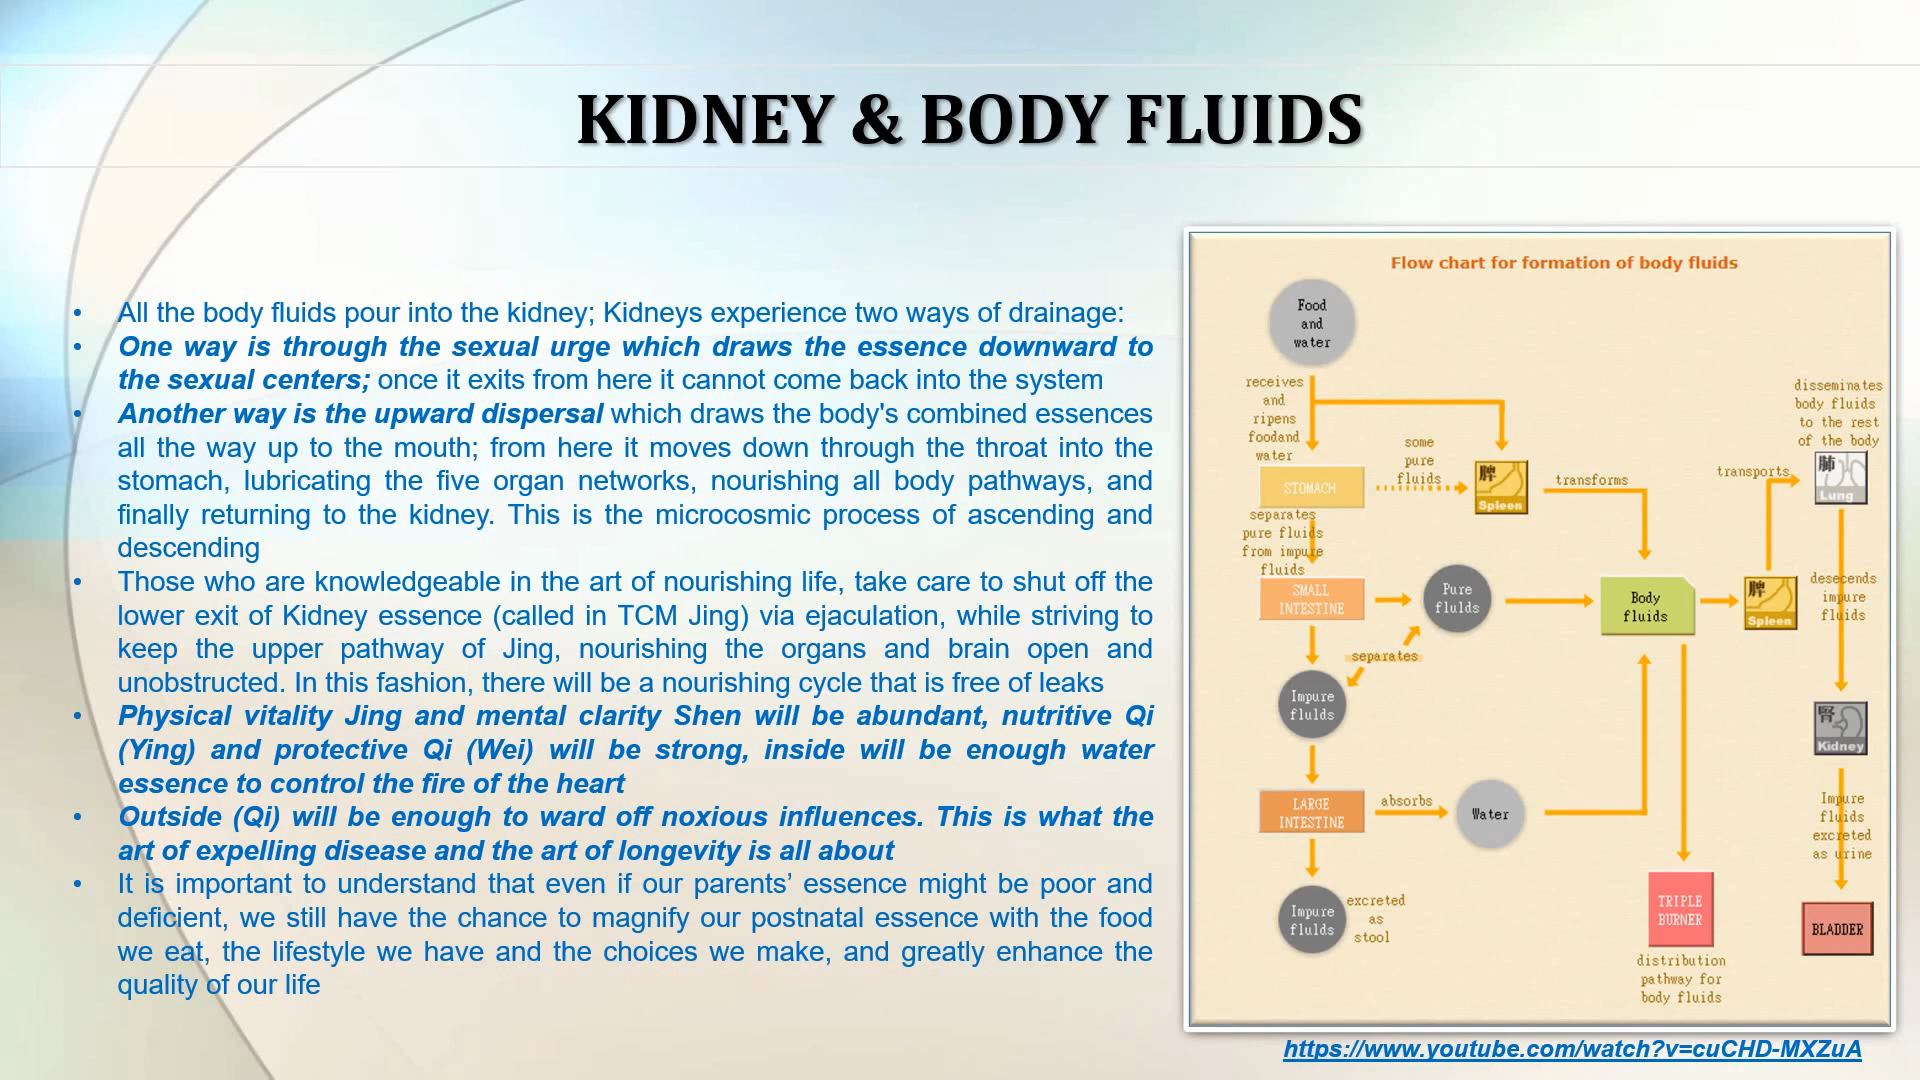 KIDNEY & BODY FLUIDS
• All the body fluids pour into the kidney; Kidneys experience two ways of drainage:
• One way is through the sexual urge which draws the essence downward to
the sexual centers; once it exits from here it cannot come back into the system
• Another way is the upward dispersal which draws the body's combined essences
all the way up to the mouth; from here it moves down through the throat into the
stomach, lubricating the five organ networks, nourishing all body pathways, and
finally returning to the kidney. This is the microcosmic process of ascending and
descending
• Those who are knowledgeable in the art of nourishing life, take care to shut off the
lower exit of Kidney essence (called in TCM Jing) via ejaculation, while striving to
keep the upper pathway of Jing, nourishing the organs and brain open and
unobstructed. In this fashion, there will be a nourishing cycle that is free of leaks
• Physical vitality Jing and mental clarity Shen will be abundant, nutritive Qi
(Ying) and protective Qi (Wei) will be strong, inside will be enough water
essence to control the fire of the heart
• Outside (Qi) will be enough to ward off noxious influences. This is what the
art of expelling disease and the art of longevity is all about
• It is important to understand that even if our parents’ essence might be poor and
deficient, we still have the chance to magnify our postnatal essence with the food
we eat, the lifestyle we have and the choices we make, and greatly enhance the
quality of our life
Flow chart for formation of body fluids
Food
and
water
receives
and
ripens
foodand
water
STOMACH
some
pure
fluids
脾
Spleen
transforms
separates
pure fluids
from impure
fluids
SMALL
INTESTINE
Pure
fluids
separates
Impure
fluids
LARGE
INTESTINE
absorbs
Water
Impure
fluids
excreted
as
stool
Body
fluids
脾
Spleen
transports
disseminates
body fluids
to the rest
of the body
肺
Lung
desecends
impure
fluids
腎
Kidney
Impure
fluids
excreted
as urine
BLADDER
TRIPLE
BURNER
distribution
pathway for
body fluids
https://www.youtube.com/watch?v=cuCHD-MXZuA